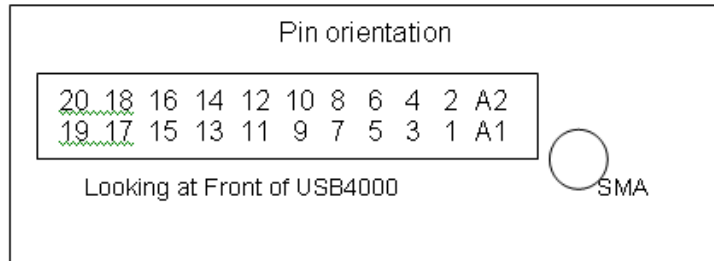 Pin orientation
20 18 16 14 12 10 8 6 4 2 A2
19 17 15 13 11 9 7 5 3 1 A1
Looking at Front of USB4000
SMA